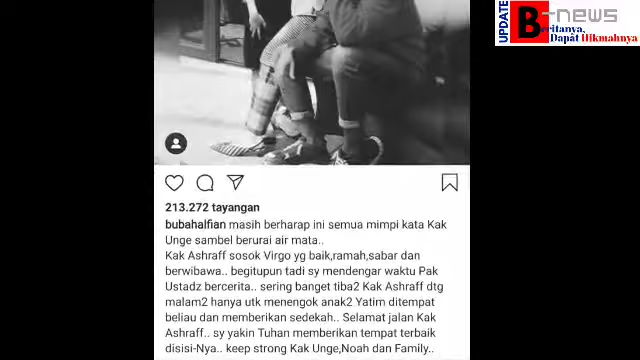 UPDATE
B-news
Beritanya,
Dapat Hikmahnya
213.272 tayangan
bubahalfian masih berharap ini semua mimpi kata Kak
Unge sambel berurai air mata..
Kak Ashraff sosok Virgo yg baik,ramah,sabar dan
berwibawa.. begitupun tadi sy mendengar waktu Pak
Ustadz bercerita.. sering banget tiba2 Kak Ashraff dtg
malam2 hanya utk menengok anak2 Yatim ditempat
beliau dan memberikan sedekah.. Selamat jalan Kak
Ashraff.. sy yakin Tuhan memberikan tempat terbaik
disisi-Nya.. keep strong Kak Unge,Noah dan Family..